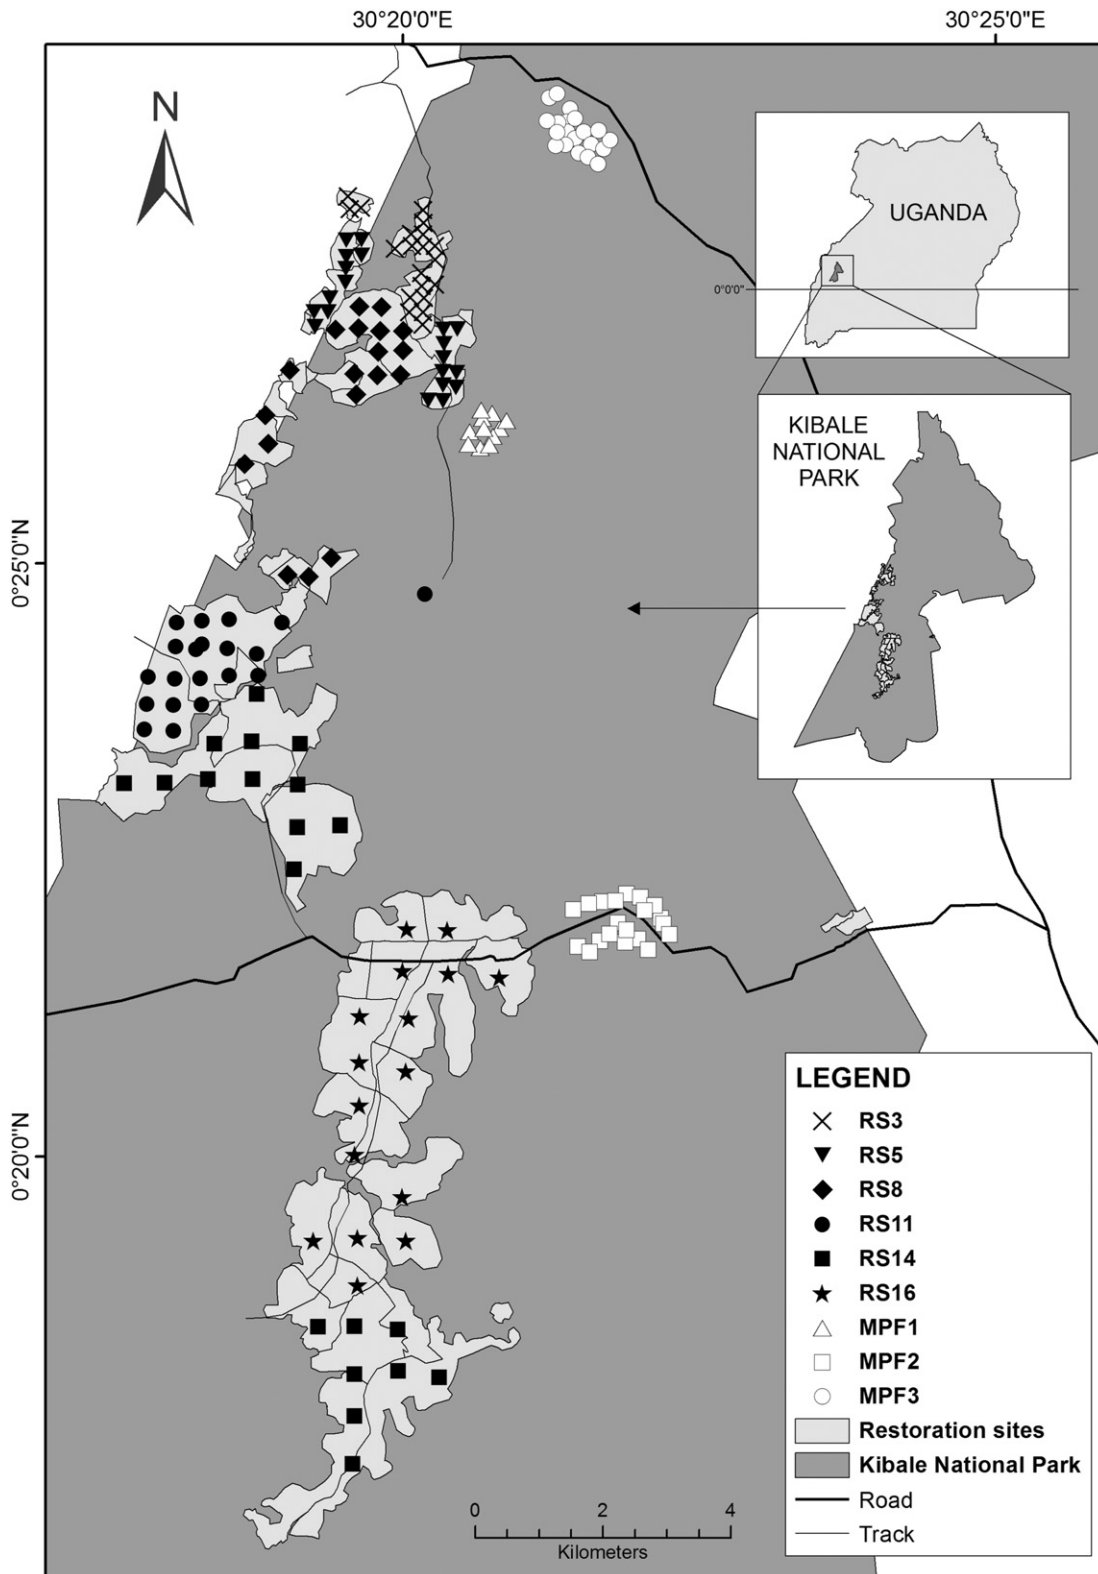 30°20'0"E
30°25'0"E
N
UGANDA
0°0'0"
KIBALE
NATIONAL
PARK
0°25'0"N
0°20'0"N
LEGEND
RS3
RS5
RS8
RS11
RS14
RS16
MPF1
MPF2
MPF3
Restoration sites
Kibale National Park
Road
Track
0 2 4
Kilometers